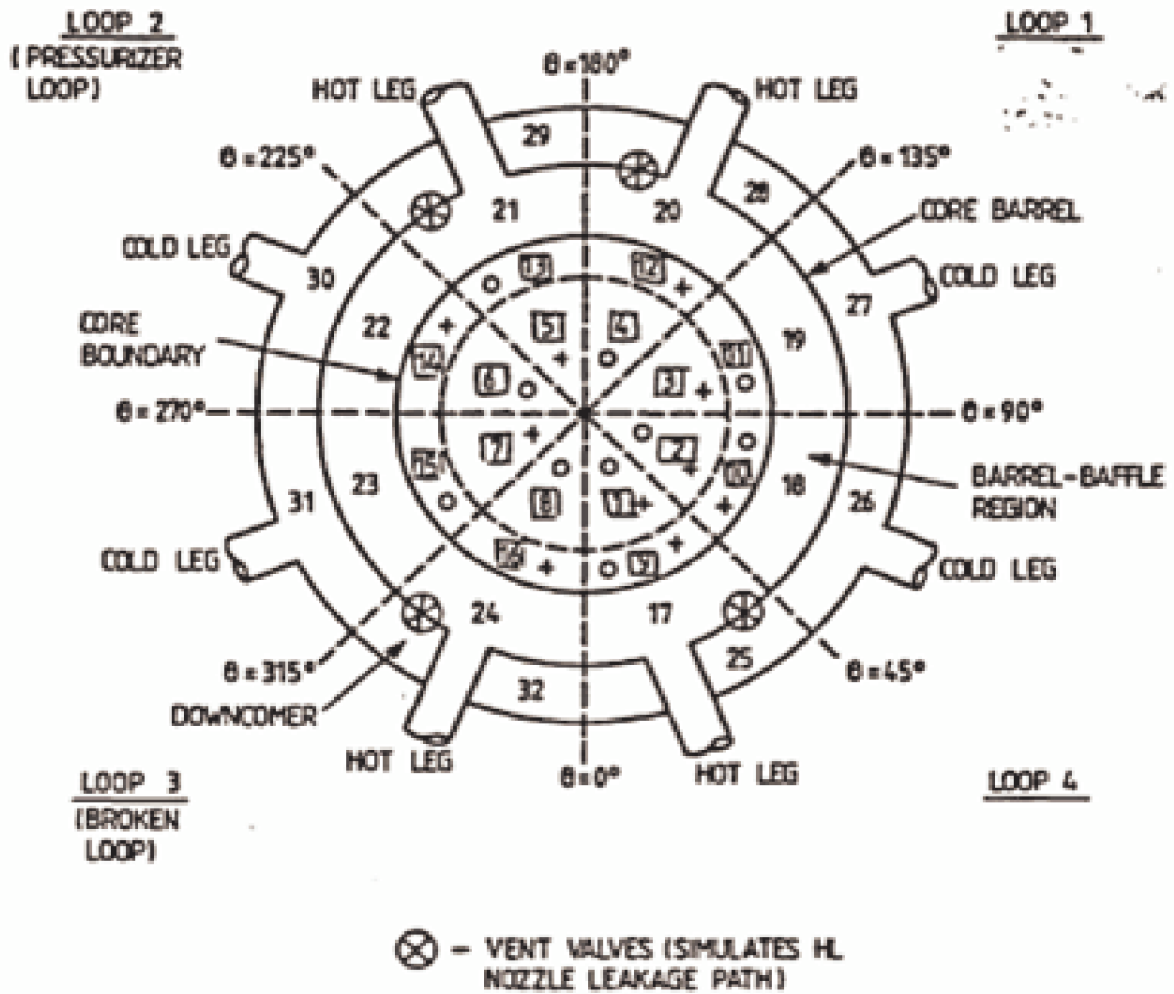 LOOP 2
(PRESSURIZER
LOOP)
LOOP 1
θ=180°
HOT LEG
HOT LEG
29
θ=225°
θ=135°
28
21
20
CORE BARREL
COLD LEG
13
12
30
COLD LEG
27
CORE
BOUNDARY
22
5
4
19
14
11
6
3
θ=270°
θ=90°
7
2
15
10
BARREL-BAFFLE
REGION
31
23
18
26
8
1
COLD LEG
COLD LEG
16
9
24
17
25
θ=315°
θ=45°
32
DOWNCOMER
HOT LEG
HOT LEG
θ=0°
LOOP 3
(BROKEN
LOOP)
LOOP 4
- VENT VALVES (SIMULATES HL
NOZZLE LEAKAGE PATH)